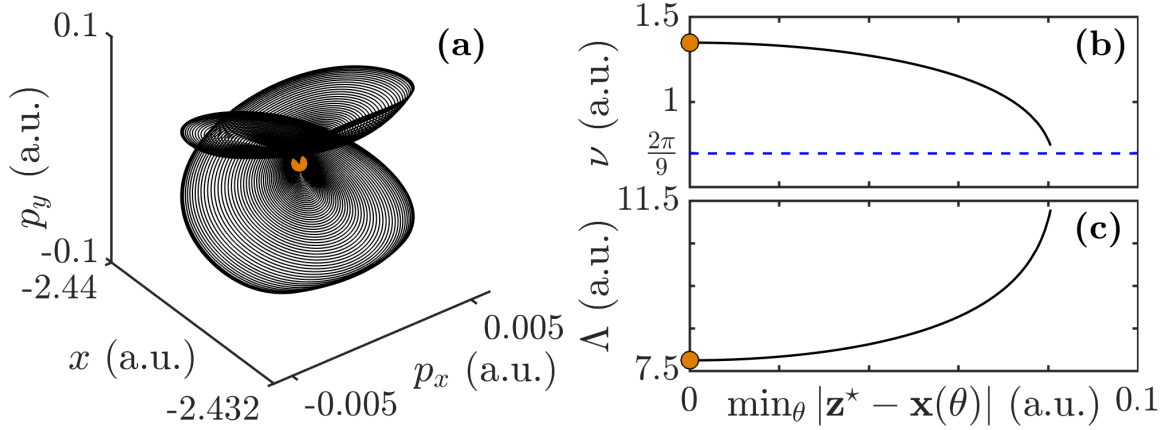 (a)
0.1
-0.1
p_y (a.u.)
-2.44
-2.432
x (a.u.)
-0.005
0.005
p_x (a.u.)
(b)
1.5
1
2π/9
ν (a.u.)
(c)
11.5
7.5
Λ (a.u.)
0
0.1
min_θ |z⋆ − x(θ)| (a.u.)